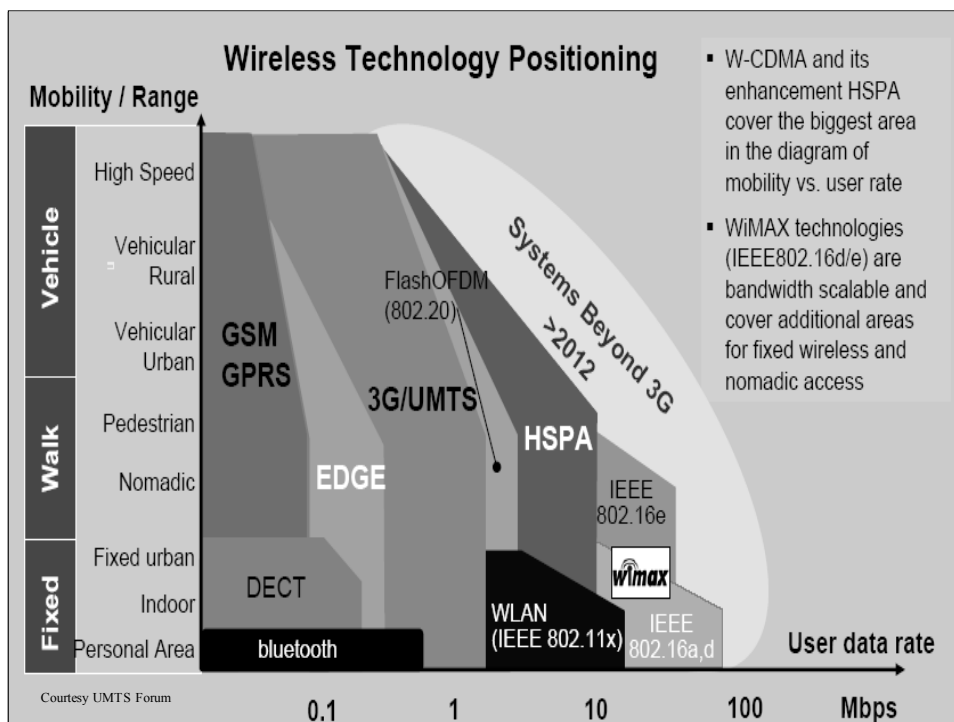 Wireless Technology Positioning
Mobility / Range
Vehicle
High Speed
Vehicular
Rural
Vehicular
Urban
Walk
Pedestrian
Nomadic
Fixed
Fixed urban
Indoor
Personal Area
GSM
GPRS
EDGE
3G/UMTS
FlashOFDM
(802.20)
HSPA
Systems Beyond 3G
>2012
IEEE
802.16e
wimax
IEEE
802.16a,d
WLAN
(IEEE 802.11x)
DECT
bluetooth
User data rate
0.1
1
10
100
Mbps
Courtesy UMTS Forum
▪ W-CDMA and its
enhancement HSPA
cover the biggest area
in the diagram of
mobility vs. user rate
▪ WiMAX technologies
(IEEE802.16d/e) are
bandwidth scalable and
cover additional areas
for fixed wireless and
nomadic access